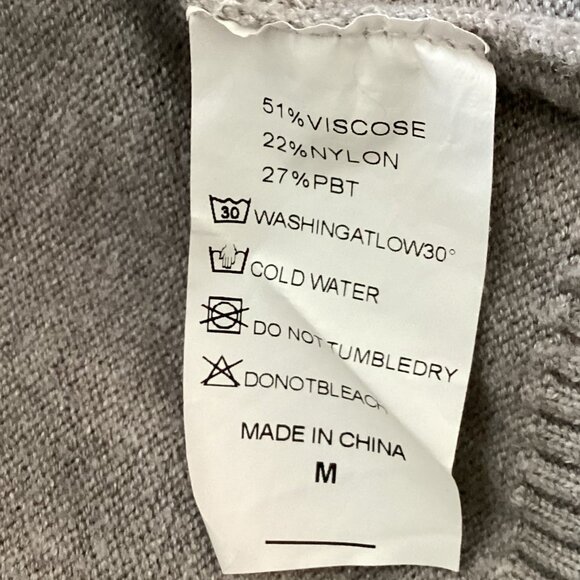 51%VISCOSE
22%NYLON
27%PBT
30 WASHINGATLOW30°
COLD WATER
DO NOT TUMBLEDRY
DONOTBLEACH
MADE IN CHINA
M